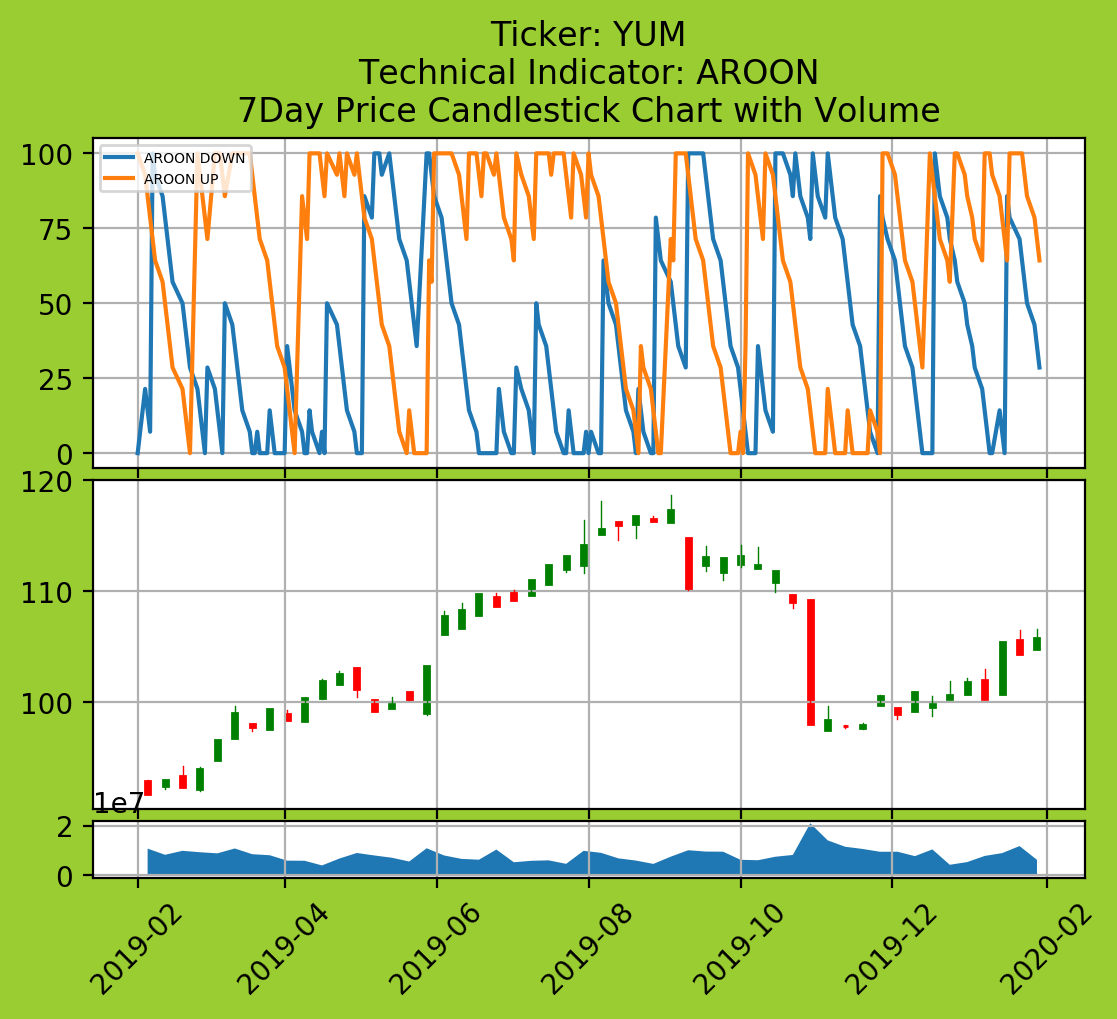 Ticker: YUM
Technical Indicator: AROON
7Day Price Candlestick Chart with Volume
AROON DOWN
AROON UP
100
75
50
25
0
120
110
100
1e7
2
0
2019-02
2019-04
2019-06
2019-08
2019-10
2019-12
2020-02